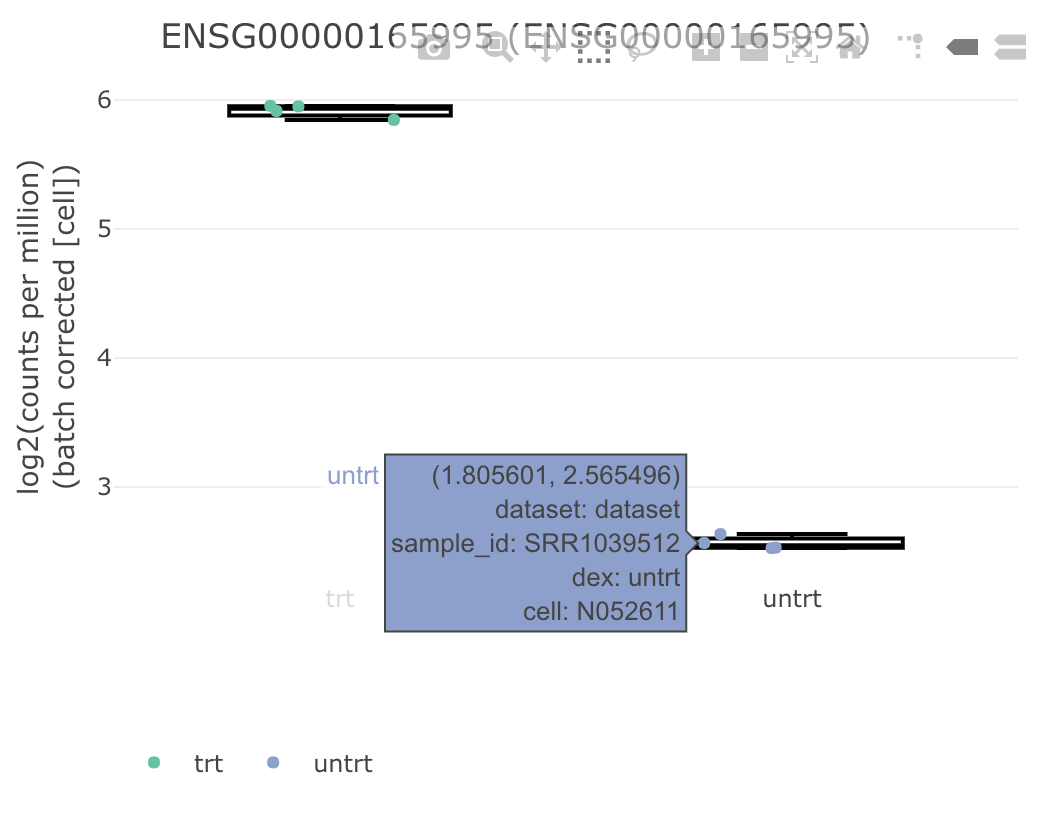 ENSG00000165995 (ENSG00000165995)
log2(counts per million)
(batch corrected [cell])
6
5
4
3
untrt
(1.805601, 2.565496)
dataset: dataset
sample_id: SRR1039512
dex: untrt
cell: N052611
trt
untrt
trt
untrt